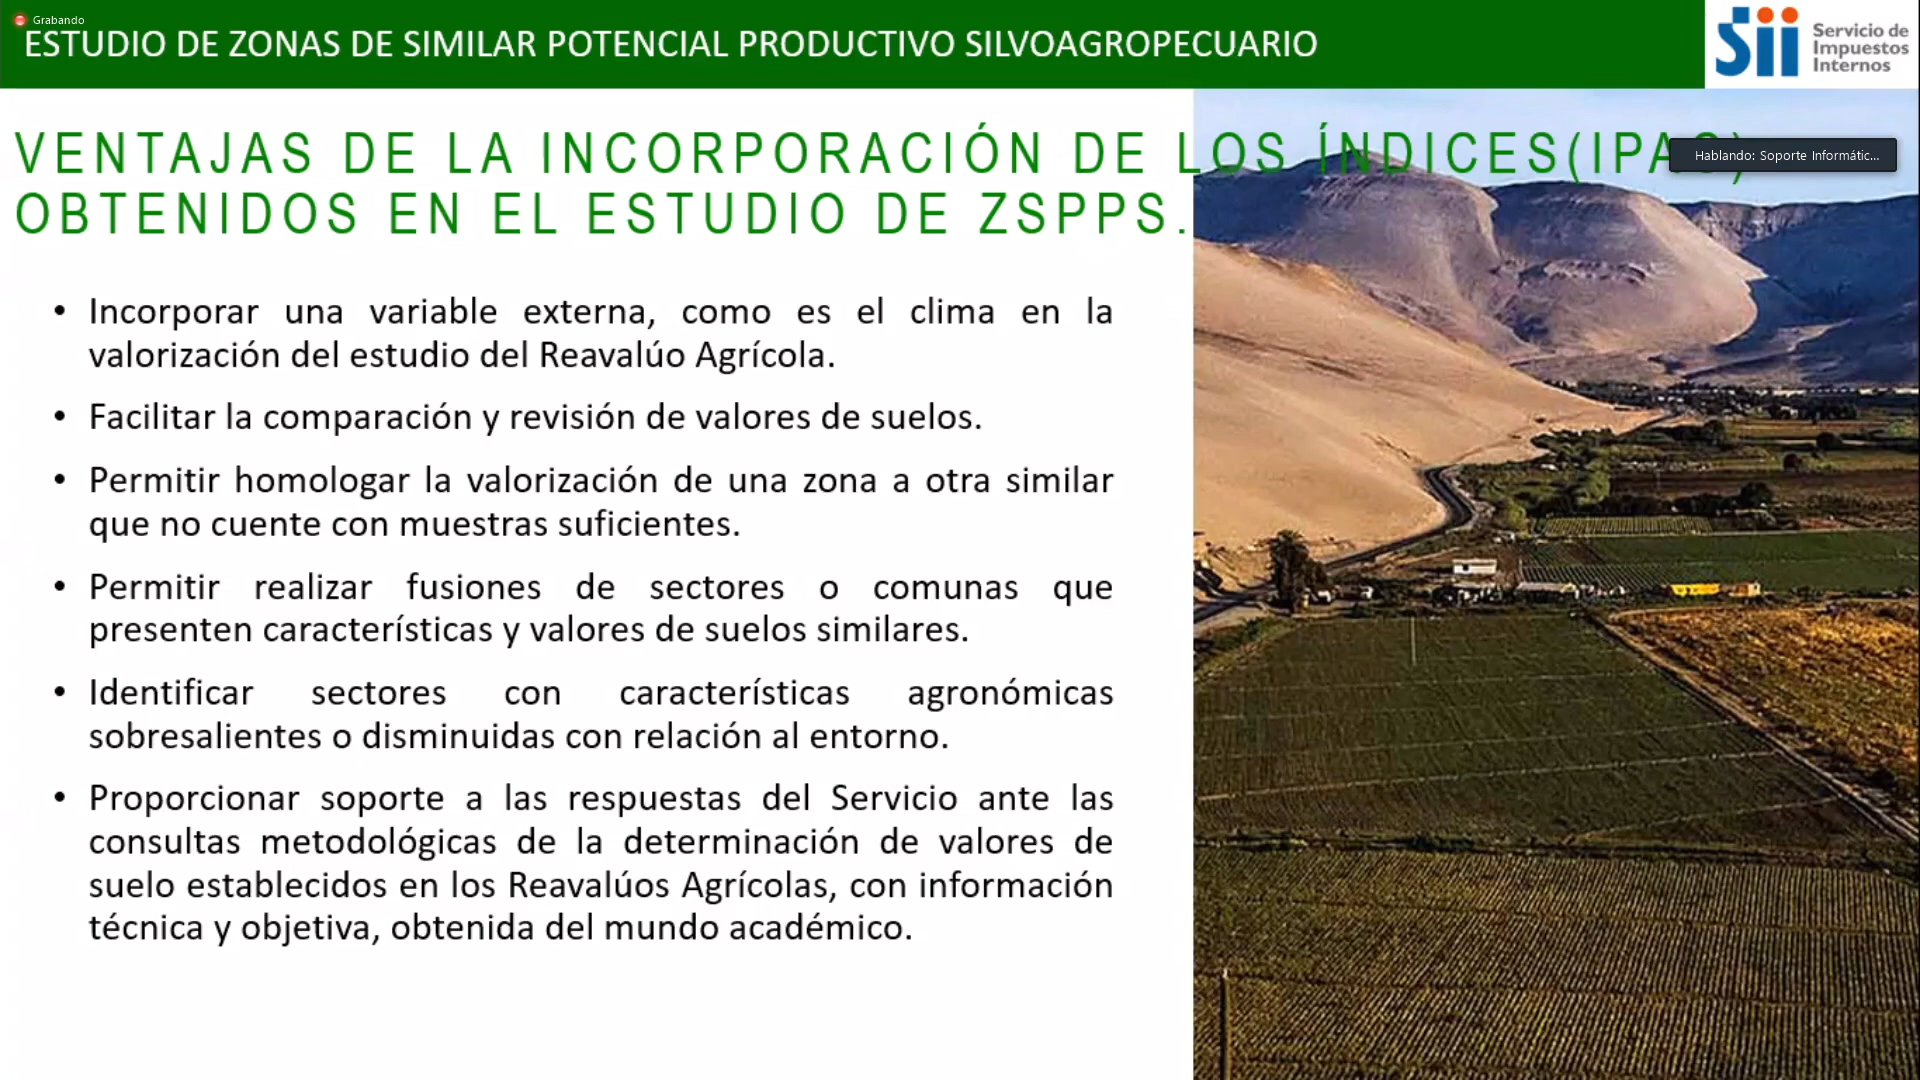 Grabando
ESTUDIO DE ZONAS DE SIMILAR POTENCIAL PRODUCTIVO SILVOAGROPECUARIO
Sii Servicio de
Impuestos
Internos
VENTAJAS DE LA INCORPORACIÓN DE LOS ÍNDICES(IPA
Hablando: Soporte Informátic...
OBTENIDOS EN EL ESTUDIO DE ZSPPS.
• Incorporar una variable externa, como es el clima en la
valorización del estudio del Reavalúo Agrícola.
• Facilitar la comparación y revisión de valores de suelos.
• Permitir homologar la valorización de una zona a otra similar
que no cuente con muestras suficientes.
• Permitir realizar fusiones de sectores o comunas que
presenten características y valores de suelos similares.
• Identificar sectores con características agronómicas
sobresalientes o disminuidas con relación al entorno.
• Proporcionar soporte a las respuestas del Servicio ante las
consultas metodológicas de la determinación de valores de
suelo establecidos en los Reavalúos Agrícolas, con información
técnica y objetiva, obtenida del mundo académico.